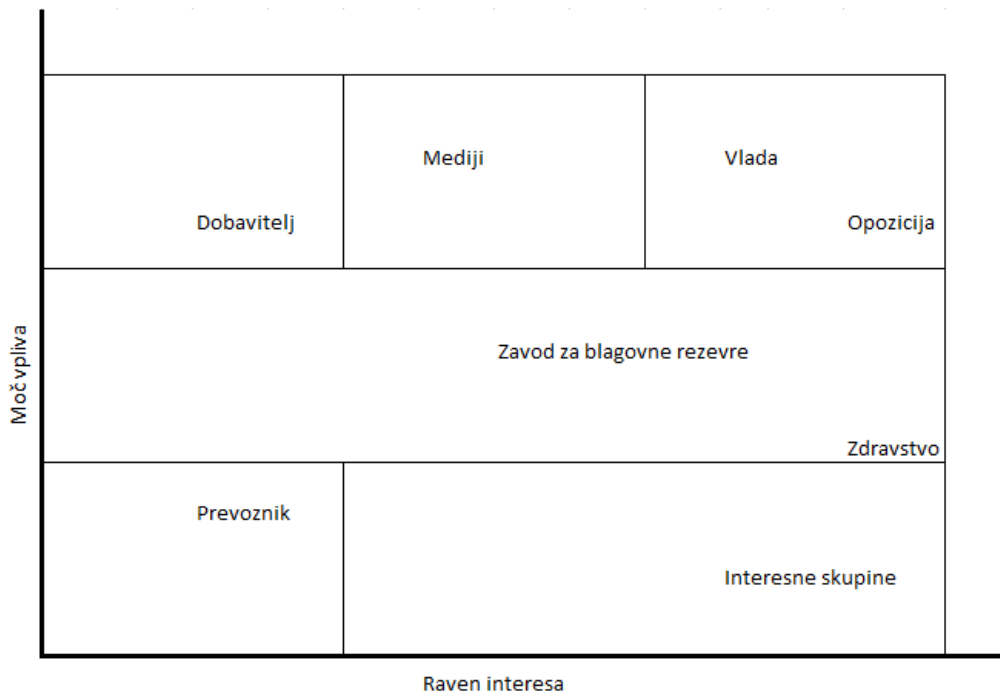 Mediji
Vlada
Dobavitelj
Opozicija
Zavod za blagovne rezevre
Moč vpliva
Zdravstvo
Prevoznik
Interesne skupine
Raven interesa